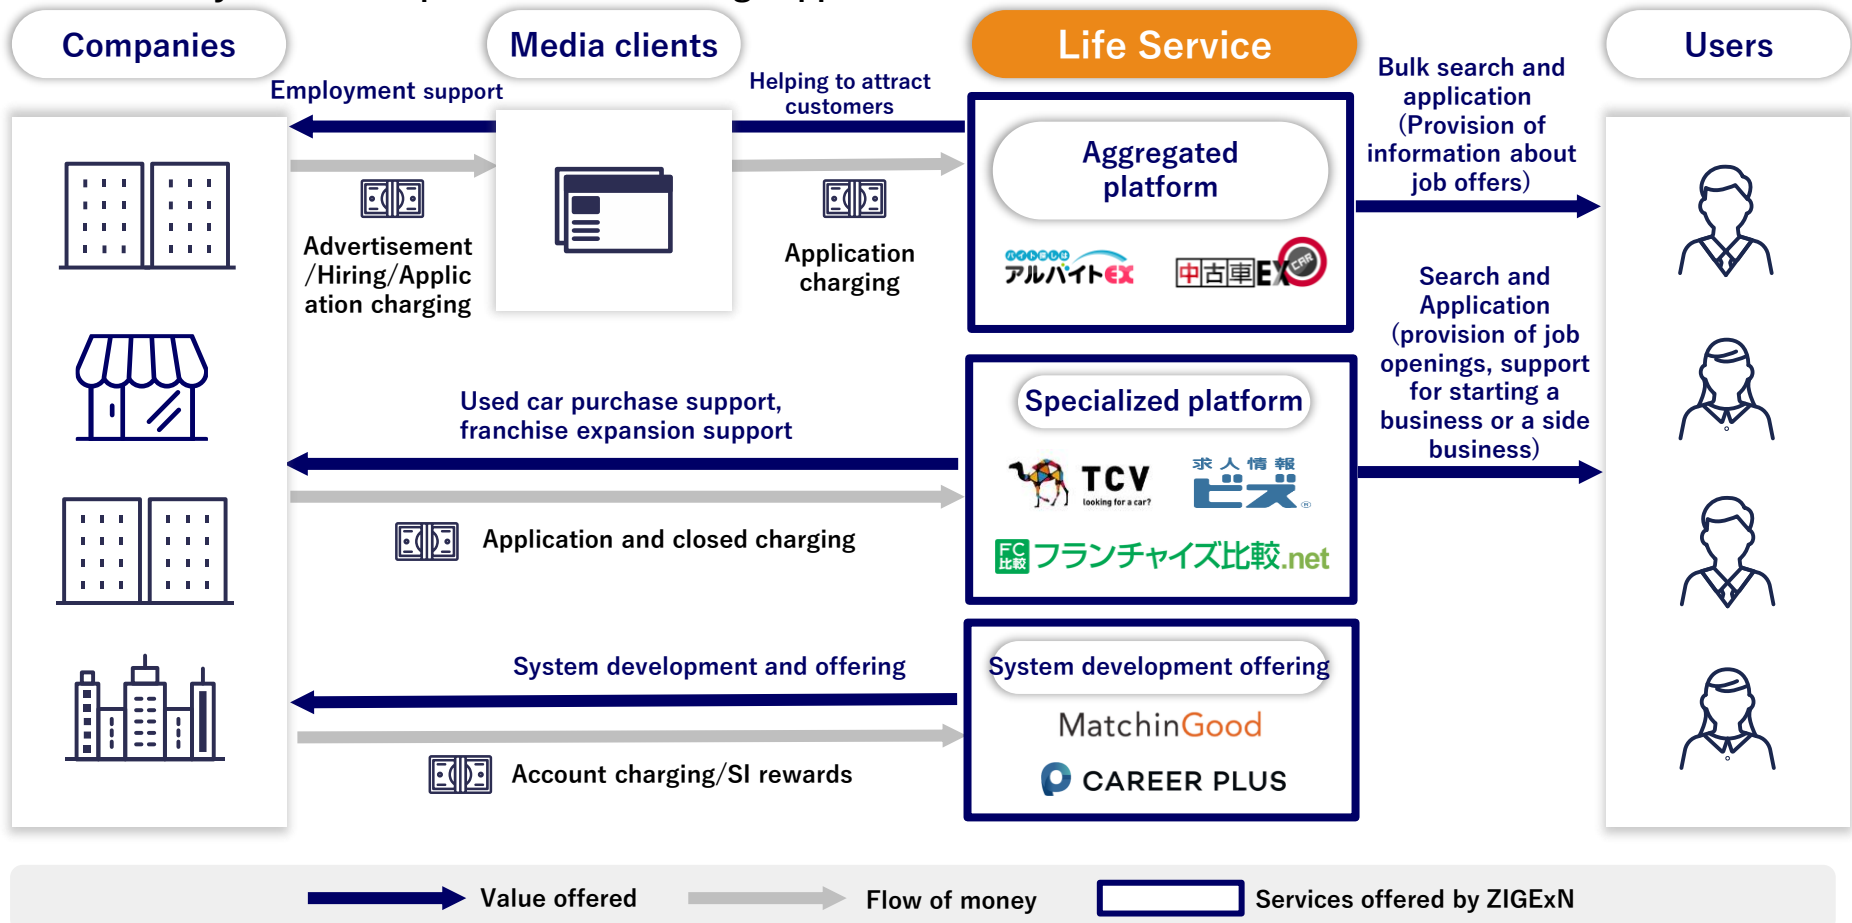 Companies
Media clients
Life Service
Users
Employment support
Helping to attract
customers
Bulk search and
application
(Provision of
information about
job offers)
Advertisement
/Hiring/Applic
ation charging
Application
charging
Aggregated
platform
バイト探しは
アルバイトEX
中古車EX
CAR
Search and
Application
(provision of job
openings, support
for starting a
business or a side
business)
Used car purchase support,
franchise expansion support
Application and closed charging
Specialized platform
TCV
looking for a car?
求人情報
ビズ®
FC
比較
フランチャイズ比較.net
System development and offering
Account charging/SI rewards
System development offering
MatchinGood
CAREER PLUS
Value offered
Flow of money
Services offered by ZIGExN